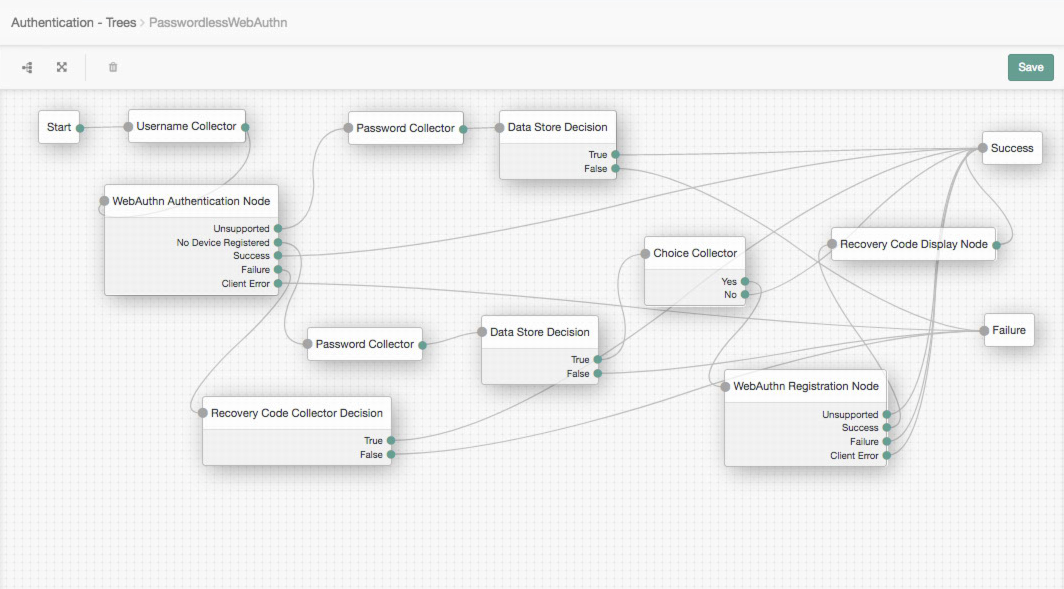 Authentication - Trees > PasswordlessWebAuthn
Save
Start
Username Collector
Password Collector
Data Store Decision
True
False
Success
WebAuthn Authentication Node
Unsupported
No Device Registered
Success
Failure
Client Error
Choice Collector
Yes
No
Recovery Code Display Node
Password Collector
Data Store Decision
True
False
Failure
Recovery Code Collector Decision
True
False
WebAuthn Registration Node
Unsupported
Success
Failure
Client Error